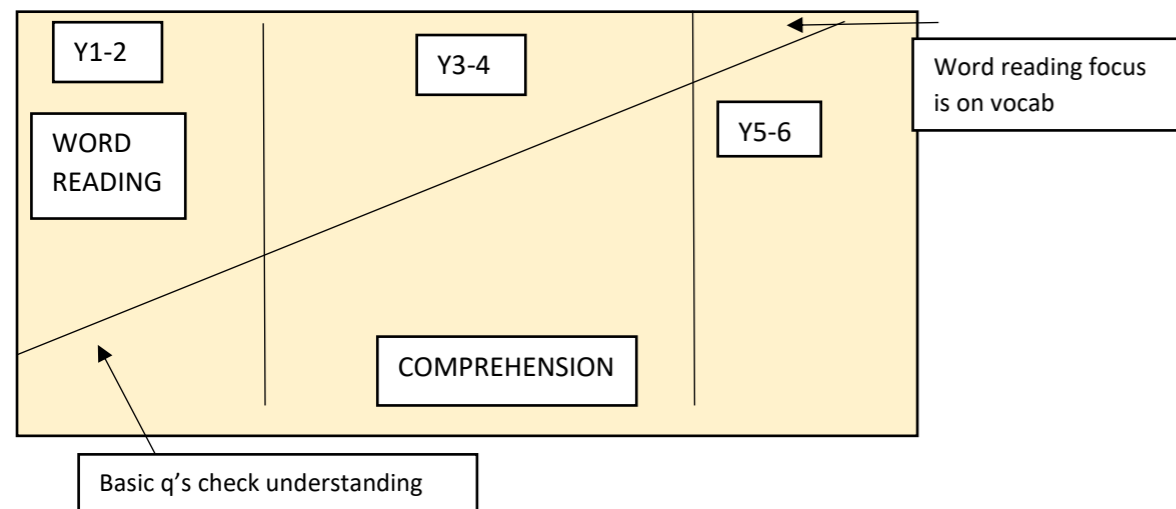 Y1-2
Y3-4
Word reading focus
is on vocab
WORD
READING
Y5-6
COMPREHENSION
Basic q’s check understanding